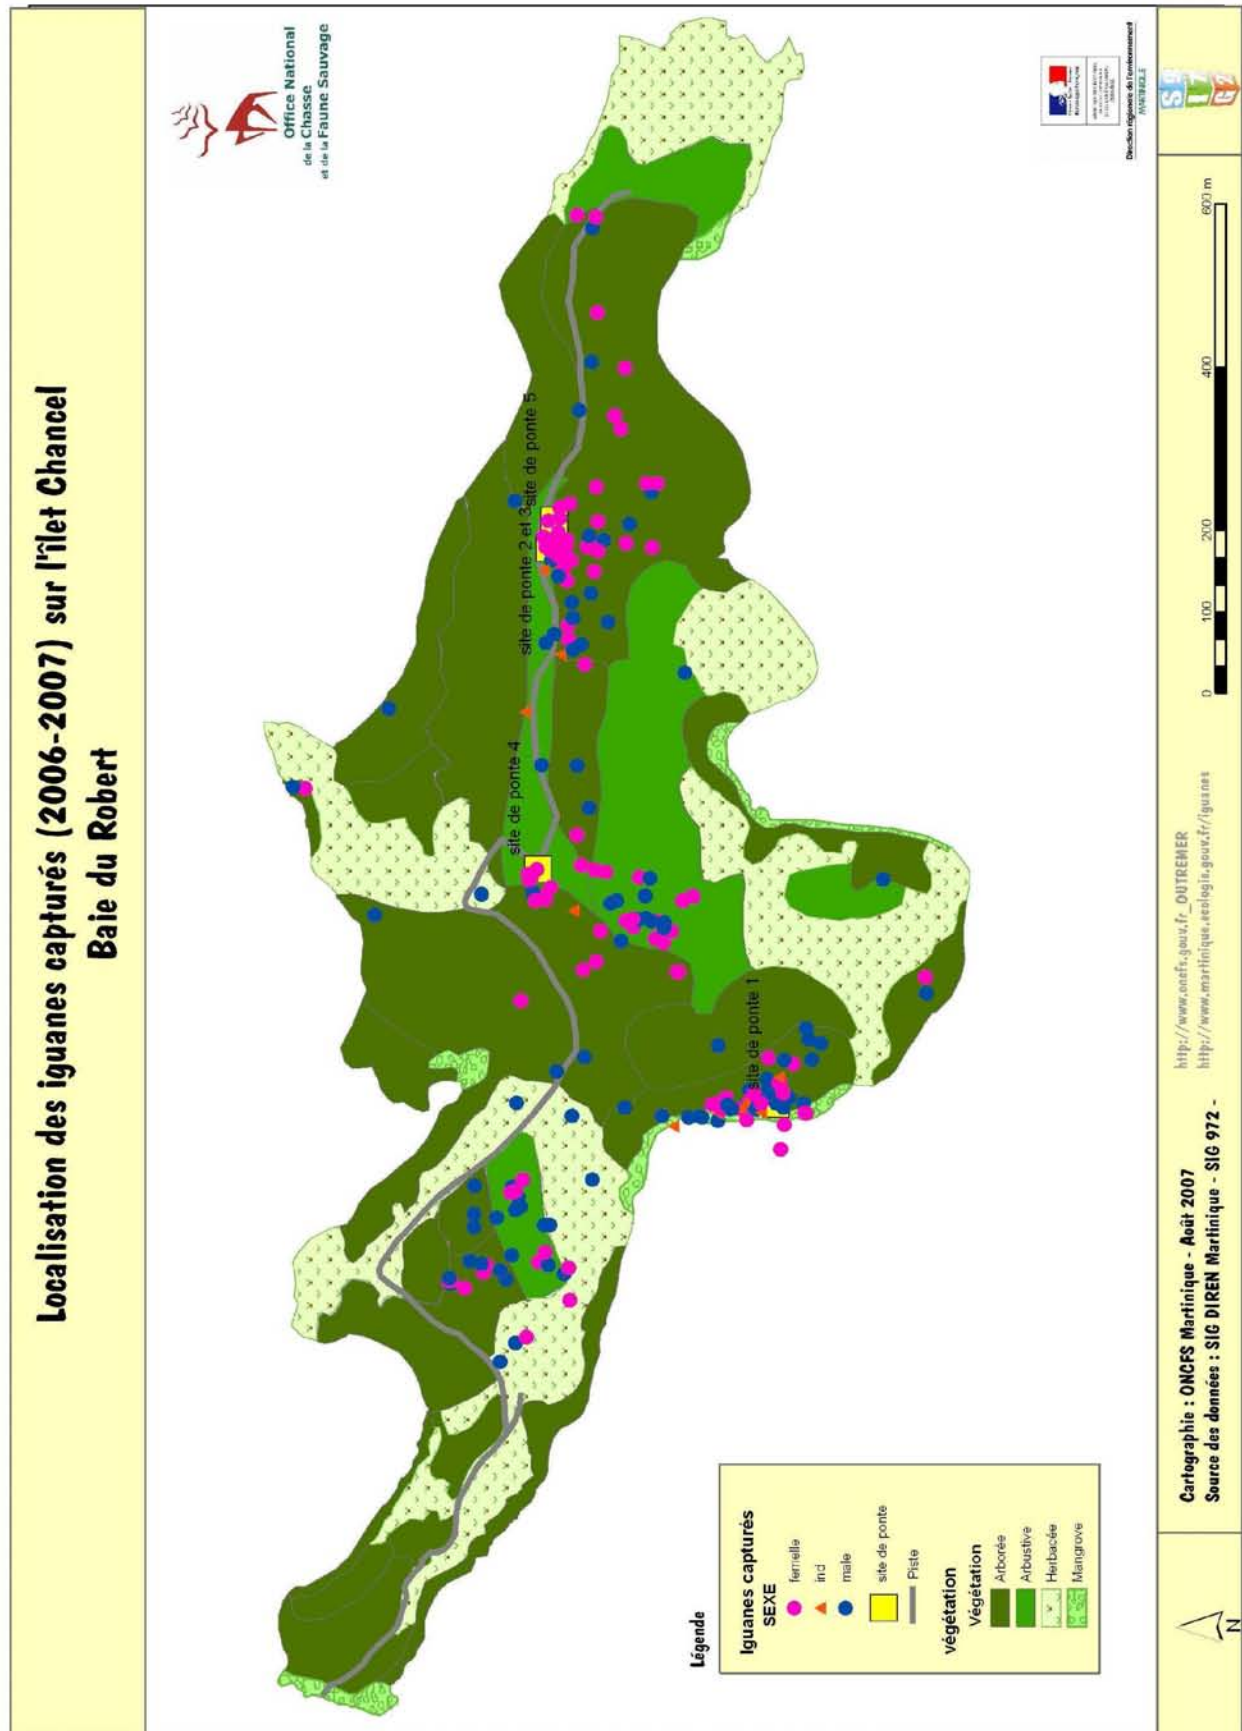 Localisation des iguanes capturés (2006-2007) sur l'îlet Chancel
Baie du Robert
Office National
de la Chasse
et de la Faune Sauvage
site de ponte 4
site de ponte 2 et 3
site de ponte 5
site de ponte 1
Légende
Iguanes capturés
SEXE
femelle
ind
male
site de ponte
Piste
végétation
Végétation
Arborée
Arbustive
Herbacée
Mangrove
Direction régionale de l'environnement
MARTINIQUE
N
Cartographie : ONCFS Martinique - Août 2007
Source des données : SIG DIREN Martinique - SIG 972 -
http://www.oncfs.gouv.fr_OUTREMER
http://www.martinique.ecologie.gouv.fr/iguanes
0 100 200 400 600 m